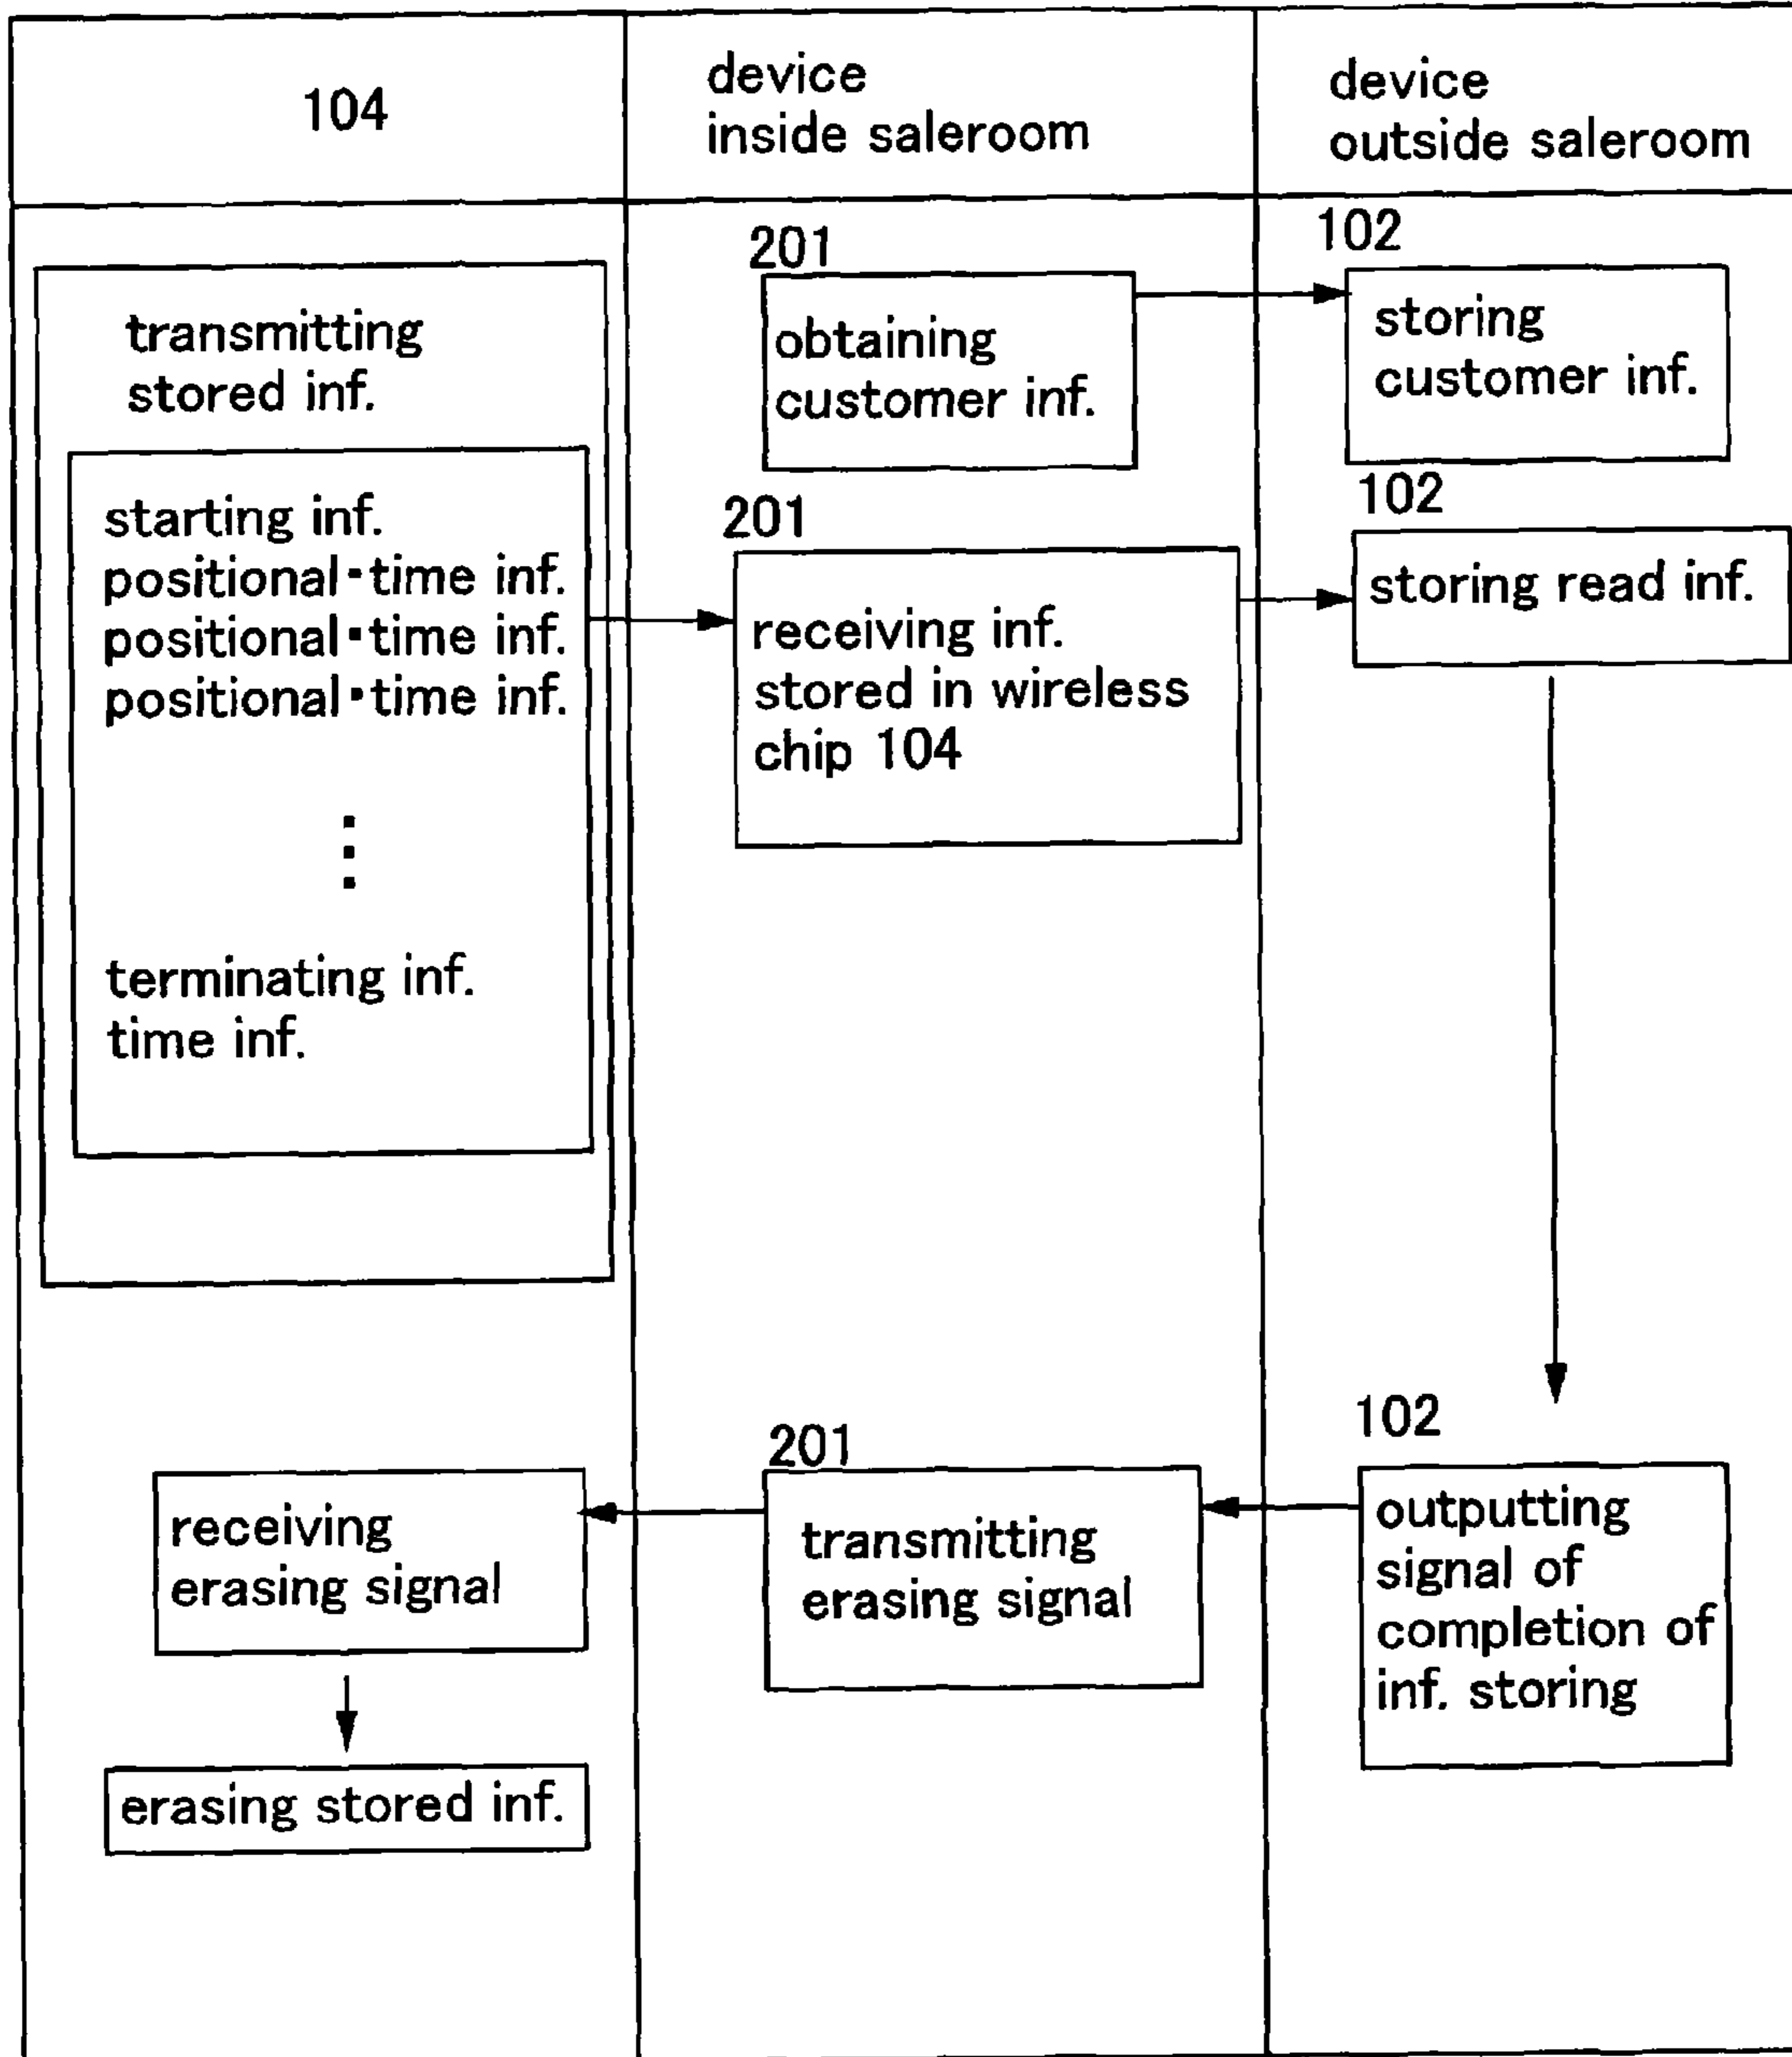 104
device
inside saleroom
device
outside saleroom
transmitting
stored inf.
starting inf.
positional・time inf.
positional・time inf.
positional・time inf.
terminating inf.
time inf.
201
obtaining
customer inf.
102
storing
customer inf.
201
receiving inf.
stored in wireless
chip 104
102
storing read inf.
102
outputting
signal of
completion of
inf. storing
201
transmitting
erasing signal
receiving
erasing signal
erasing stored inf.